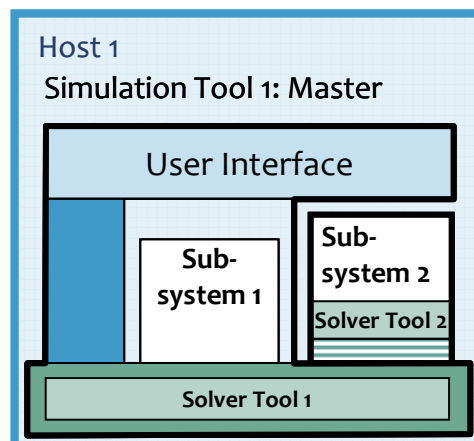 Host 1
Simulation Tool 1: Master
User Interface
Sub-
system 1
Sub-
system 2
Solver Tool 2
Solver Tool 1